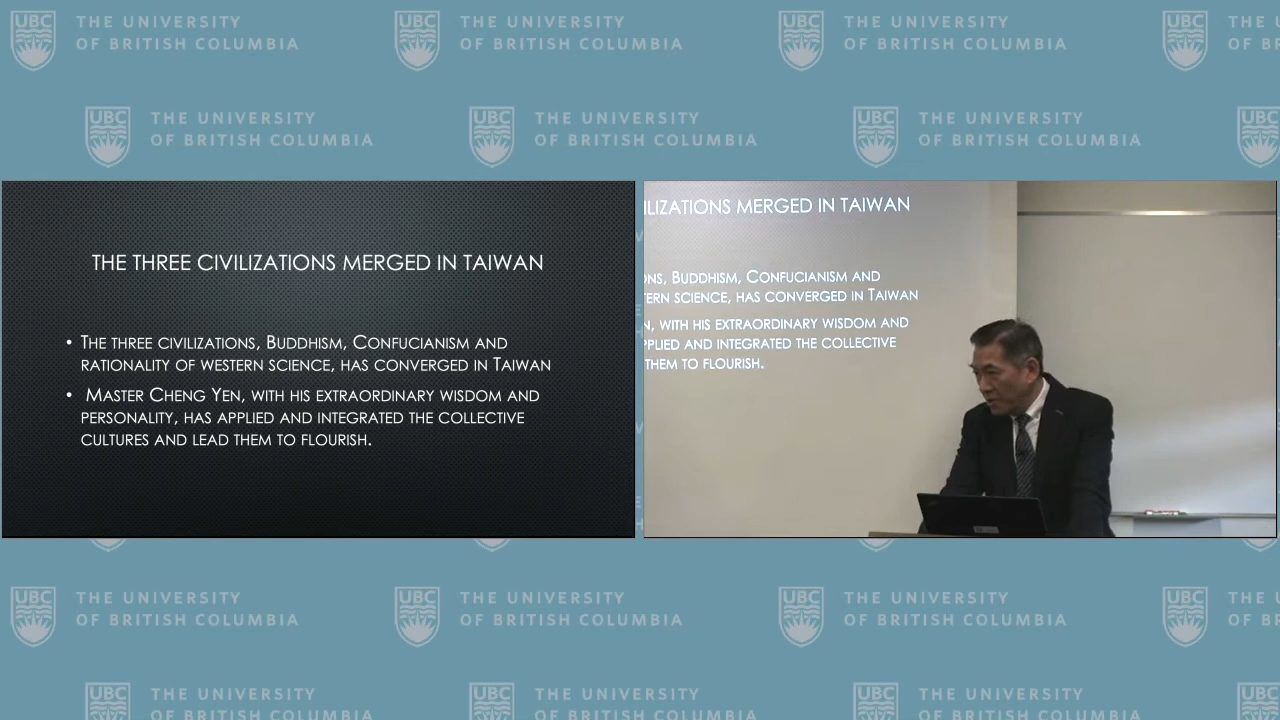 UBC THE UNIVERSITY OF BRITISH COLUMBIA
UBC THE UNIVERSITY OF BRITISH COLUMBIA
UBC THE UNIVERSITY OF BRITISH COLUMBIA
UBC THE U
OF BR
UBC THE UNIVERSITY OF BRITISH COLUMBIA
UBC THE UNIVERSITY OF BRITISH COLUMBIA
UBC THE UNIVERSITY OF BRITISH COLUMBIA
UBC
THE THREE CIVILIZATIONS MERGED IN TAIWAN
• THE THREE CIVILIZATIONS, BUDDHISM, CONFUCIANISM AND
RATIONALITY OF WESTERN SCIENCE, HAS CONVERGED IN TAIWAN
• MASTER CHENG YEN, WITH HIS EXTRAORDINARY WISDOM AND
PERSONALITY, HAS APPLIED AND INTEGRATED THE COLLECTIVE
CULTURES AND LEAD THEM TO FLOURISH.
ILIZATIONS MERGED IN TAIWAN
ONS, BUDDHISM, CONFUCIANISM AND
TERN SCIENCE, HAS CONVERGED IN TAIWAN
N, WITH HIS EXTRAORDINARY WISDOM AND
PPLIED AND INTEGRATED THE COLLECTIVE
THEM TO FLOURISH.
UBC THE UNIVERSITY OF BRITISH COLUMBIA
UBC THE UNIVERSITY OF BRITISH COLUMBIA
UBC THE UNIVERSITY OF BRITISH COLUMBIA
UBC THE U
OF BR
UBC THE UNIVERSITY OF BRITISH COLUMBIA
UBC THE UNIVERSITY OF BRITISH COLUMBIA
UBC THE UNIVERSITY OF BRITISH COLUMBIA
UBC